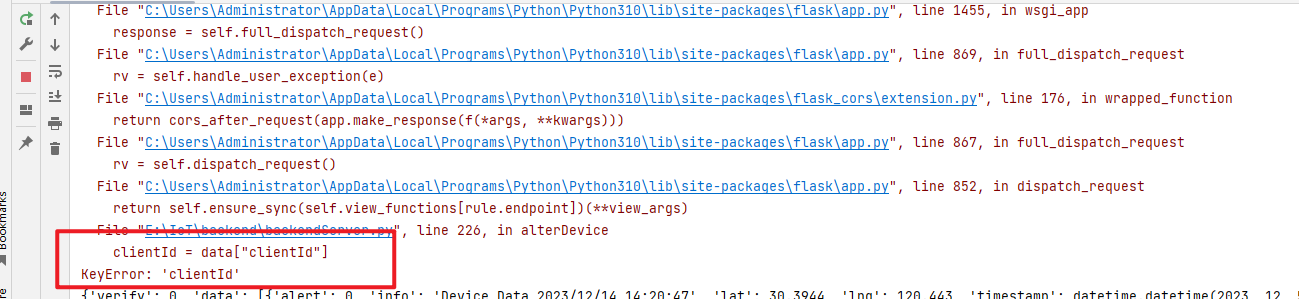 File "C:\Users\Administrator\AppData\Local\Programs\Python\Python310\lib\site-packages\flask\app.py", line 1455, in wsgi_app
response = self.full_dispatch_request()
File "C:\Users\Administrator\AppData\Local\Programs\Python\Python310\lib\site-packages\flask\app.py", line 869, in full_dispatch_request
rv = self.handle_user_exception(e)
File "C:\Users\Administrator\AppData\Local\Programs\Python\Python310\lib\site-packages\flask_cors\extension.py", line 176, in wrapped_function
return cors_after_request(app.make_response(f(*args, **kwargs)))
File "C:\Users\Administrator\AppData\Local\Programs\Python\Python310\lib\site-packages\flask\app.py", line 867, in full_dispatch_request
rv = self.dispatch_request()
File "C:\Users\Administrator\AppData\Local\Programs\Python\Python310\lib\site-packages\flask\app.py", line 852, in dispatch_request
return self.ensure_sync(self.view_functions[rule.endpoint])(**view_args)
File "E:\IoT\backend\backendServer.py", line 226, in alterDevice
clientId = data["clientId"]
KeyError: 'clientId'
{'verify': 0, 'data': [{'alert': 0, 'info': 'Device Data 2023/12/14 14:20:47', 'lat': 30.3944, 'lng': 120.443, 'timestamp': datetime.datetime(2023, 12,
Bookmarks